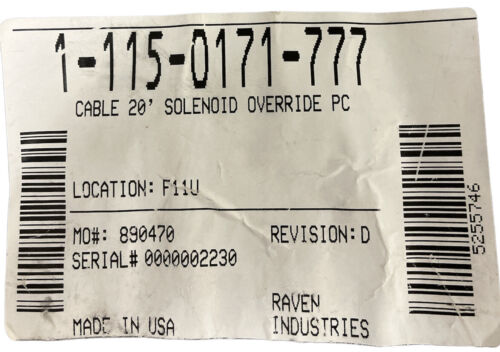 1-115-0171-777
CABLE 20' SOLENOID OVERRIDE PC
LOCATION: F11U
MO#: 890470 REVISION: D
SERIAL# 0000002230
5255746
RAVEN
MADE IN USA INDUSTRIES